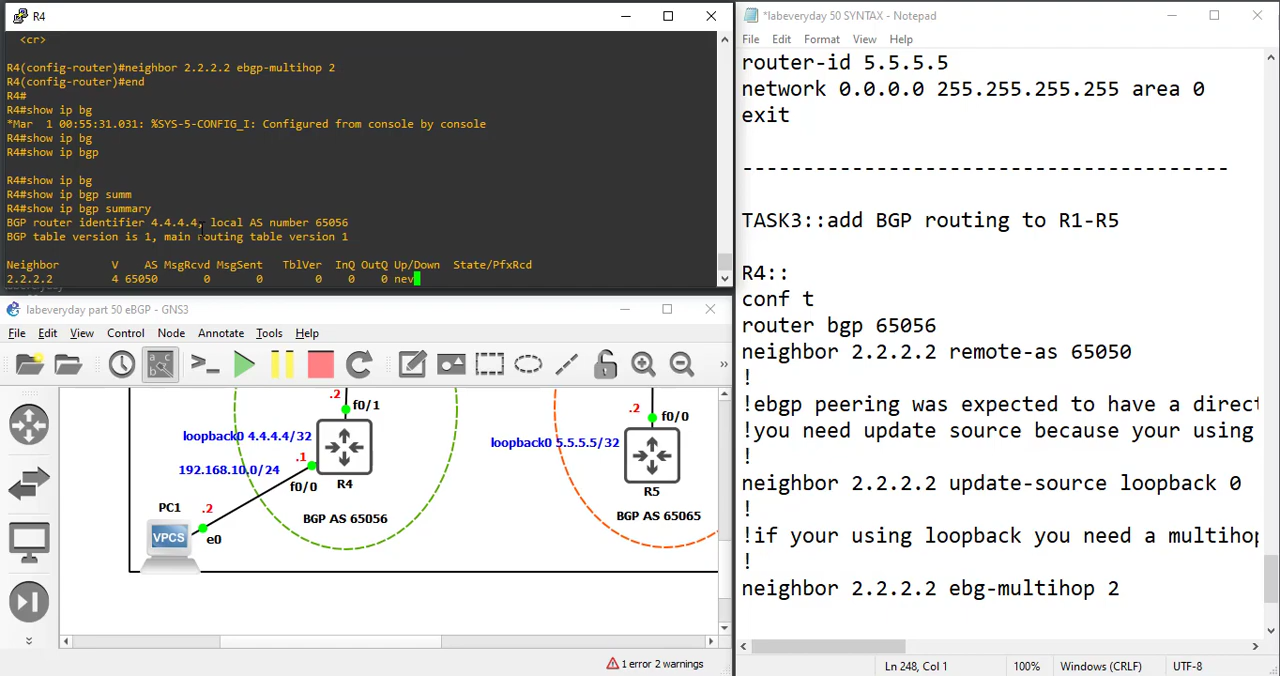 R4
<cr>
R4(config-router)#neighbor 2.2.2.2 ebgp-multihop 2
R4(config-router)#end
R4#
R4#show ip bg
*Mar  1 00:55:31.031: %SYS-5-CONFIG_I: Configured from console by console
R4#show ip bg
R4#show ip bgp
R4#show ip bg
R4#show ip bgp summ
R4#show ip bgp summary
BGP router identifier 4.4.4.4, local AS number 65056
BGP table version is 1, main routing table version 1
Neighbor V AS MsgRcvd MsgSent TblVer InQ OutQ Up/Down State/PfxRcd
2.2.2.2 4 65050 0 0 0 0 0 nev
labeveryday part 50 eBGP - GNS3
File Edit View Control Node Annotate Tools Help
.2
f0/1
loopback0 4.4.4.4/32
.1
192.168.10.0/24
f0/0
R4
PC1
.2
VPCS
e0
BGP AS 65056
.2
f0/0
loopback0 5.5.5.5/32
R5
BGP AS 65065
1 error 2 warnings
*labeveryday 50 SYNTAX - Notepad
File Edit Format View Help
router-id 5.5.5.5
network 0.0.0.0 255.255.255.255 area 0
exit
----------------------------------------
TASK3::add BGP routing to R1-R5
R4::
conf t
router bgp 65056
neighbor 2.2.2.2 remote-as 65050
!
!ebgp peering was expected to have a direct
!you need update source because your using
!
neighbor 2.2.2.2 update-source loopback 0
!
!if your using loopback you need a multihop
!
neighbor 2.2.2.2 ebg-multihop 2
Ln 248, Col 1 100% Windows (CRLF) UTF-8